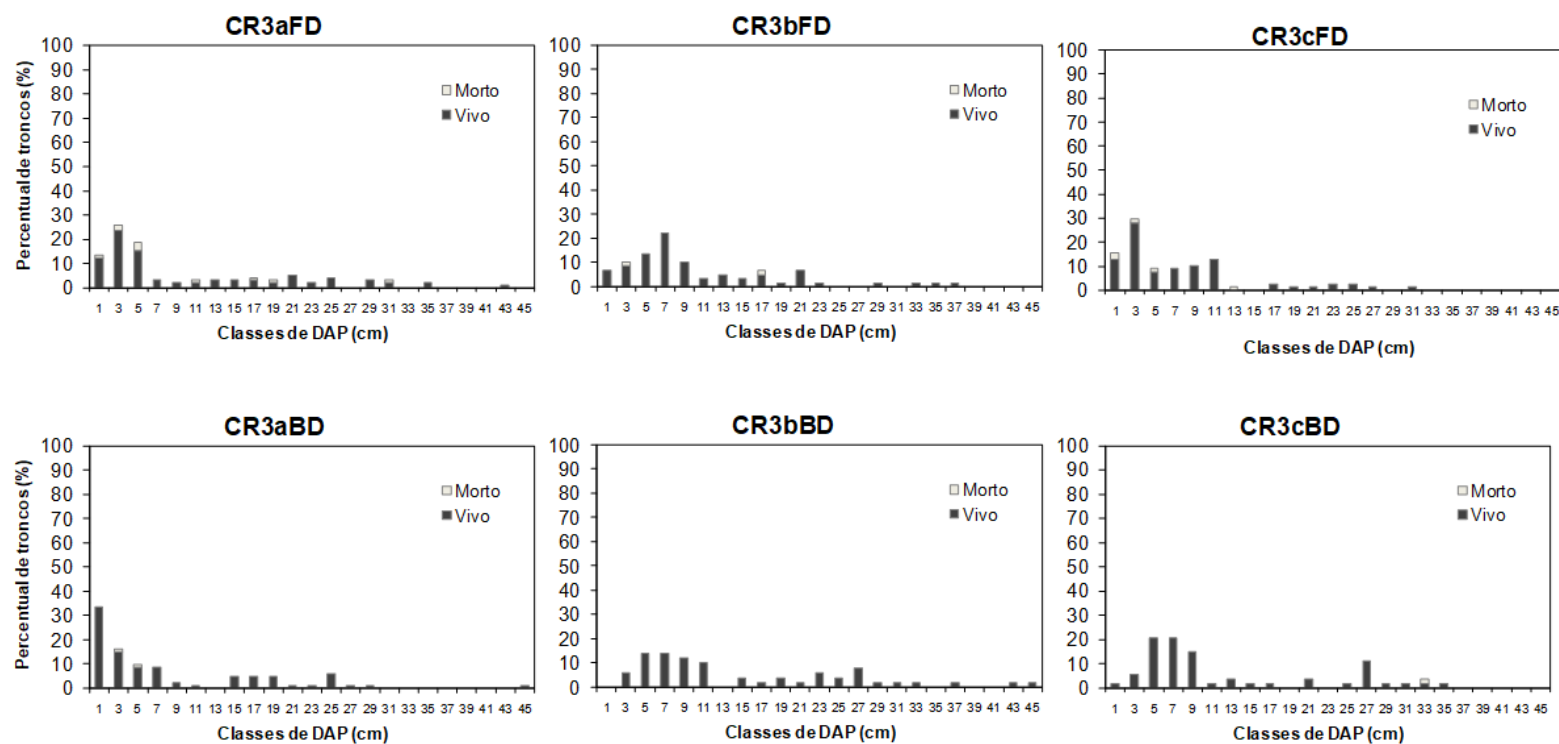 CR3aFD
Percentual de troncos (%)
100
90
80
70
60
50
40
30
20
10
0
Morto
Vivo
1 3 5 7 9 11 13 15 17 19 21 23 25 27 29 31 33 35 37 39 41 43 45
Classes de DAP (cm)
CR3bFD
100
90
80
70
60
50
40
30
20
10
0
Morto
Vivo
1 3 5 7 9 11 13 15 17 19 21 23 25 27 29 31 33 35 37 39 41 43 45
Classes de DAP (cm)
CR3cFD
100
90
80
70
60
50
40
30
20
10
0
Morto
Vivo
1 3 5 7 9 11 13 15 17 19 21 23 25 27 29 31 33 35 37 39 41 43 45
Classes de DAP (cm)
CR3aBD
Percentual de troncos (%)
100
90
80
70
60
50
40
30
20
10
0
Morto
Vivo
1 3 5 7 9 11 13 15 17 19 21 23 25 27 29 31 33 35 37 39 41 43 45
Classes de DAP (cm)
CR3bBD
100
90
80
70
60
50
40
30
20
10
0
Morto
Vivo
1 3 5 7 9 11 13 15 17 19 21 23 25 27 29 31 33 35 37 39 41 43 45
Classes de DAP (cm)
CR3cBD
100
90
80
70
60
50
40
30
20
10
0
Morto
Vivo
1 3 5 7 9 11 13 15 17 19 21 23 25 27 29 31 33 35 37 39 41 43 45
Classes de DAP (cm)